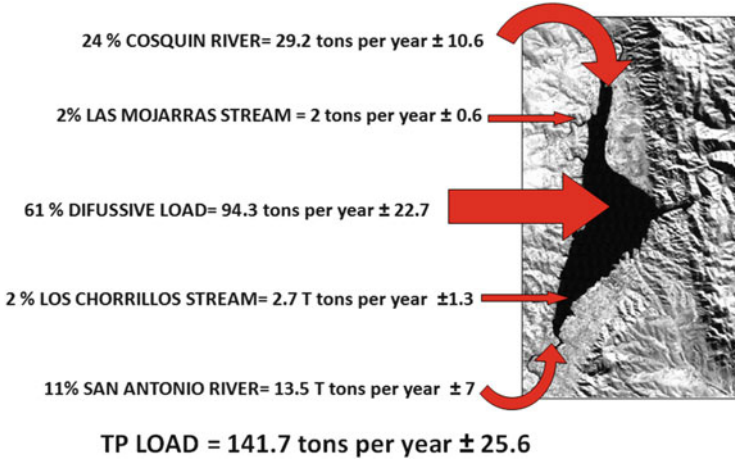 24 % COSQUIN RIVER= 29.2 tons per year ± 10.6
2% LAS MOJARRAS STREAM = 2 tons per year ± 0.6
61 % DIFUSSIVE LOAD= 94.3 tons per year ± 22.7
2 % LOS CHORRILLOS STREAM= 2.7 T tons per year ±1.3
11% SAN ANTONIO RIVER= 13.5 T tons per year ± 7
TP LOAD = 141.7 tons per year ± 25.6